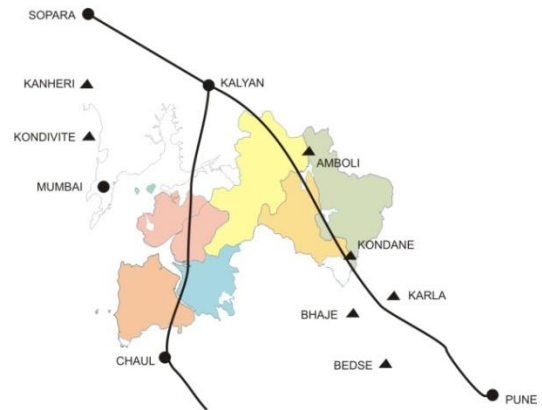 SOPARA
KANHERI
KALYAN
KONDIVITE
AMBOLI
MUMBAI
KONDANE
KARLA
BHAJE
CHAUL
BEDSE
PUNE